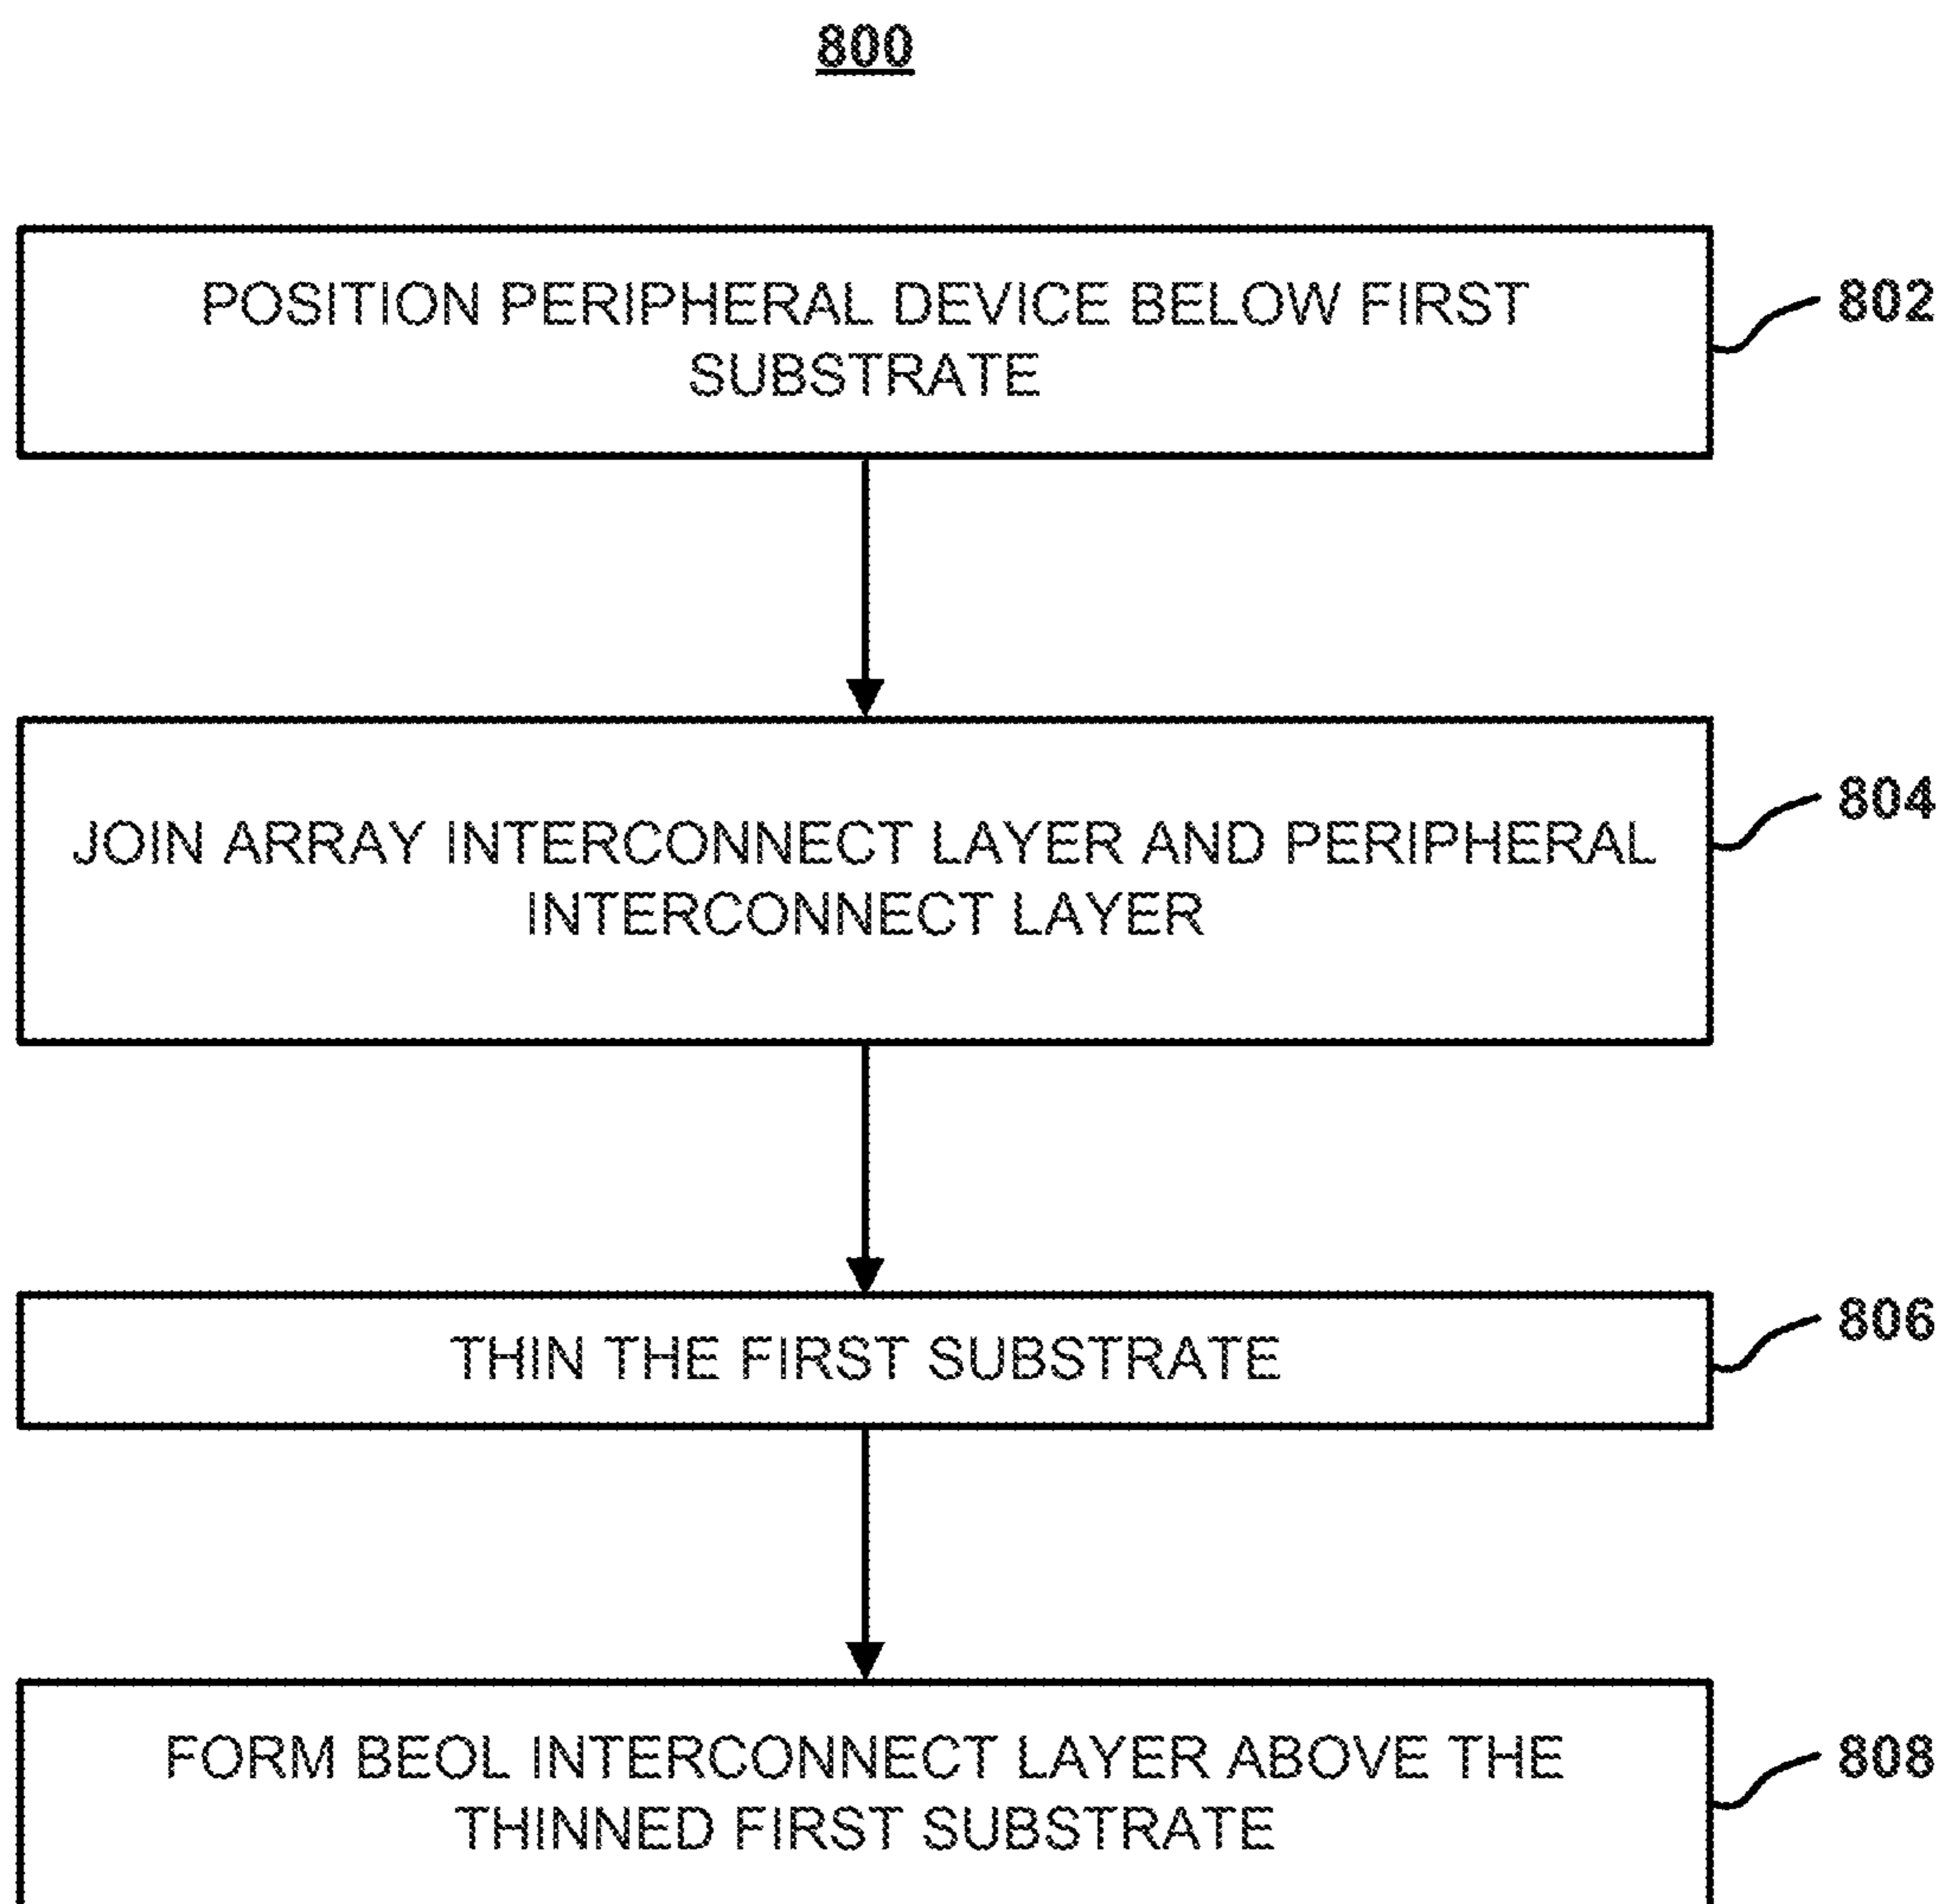 800
POSITION PERIPHERAL DEVICE BELOW FIRST
SUBSTRATE
802
JOIN ARRAY INTERCONNECT LAYER AND PERIPHERAL
INTERCONNECT LAYER
804
THIN THE FIRST SUBSTRATE
806
FORM BEOL INTERCONNECT LAYER ABOVE THE
THINNED FIRST SUBSTRATE
808